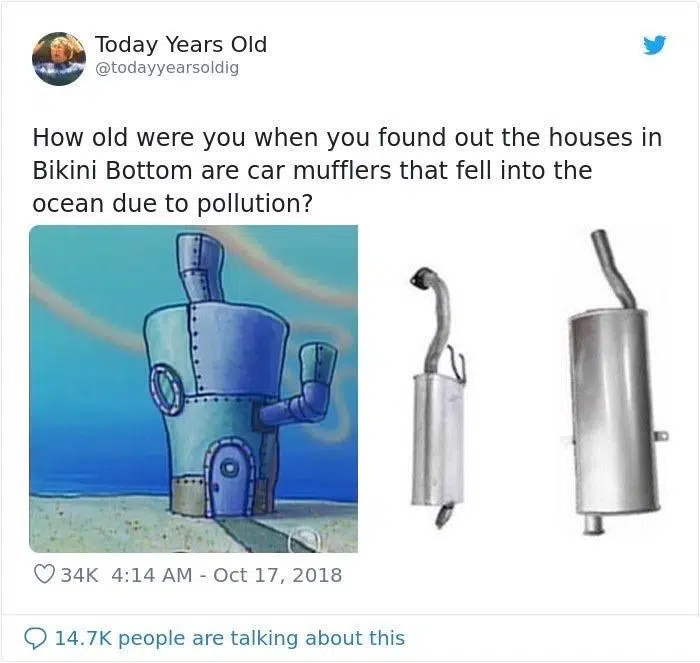 Today Years Old
@todayyearsoldig
How old were you when you found out the houses in
Bikini Bottom are car mufflers that fell into the
ocean due to pollution?
34K 4:14 AM - Oct 17, 2018
14.7K people are talking about this